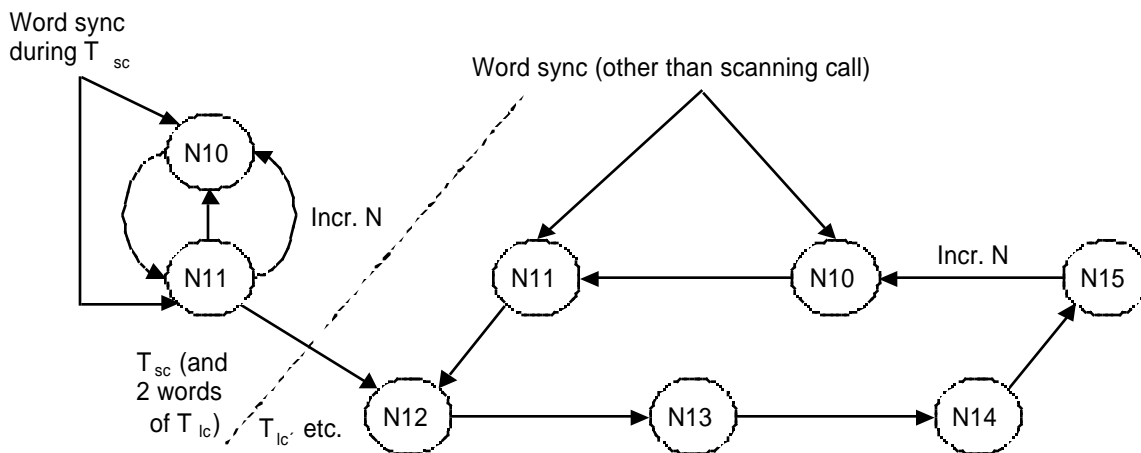 Word sync
during T sc
Word sync (other than scanning call)
N10
Incr. N
N11
N11
N10
Incr. N
N15
T sc (and
2 words
of T lc)
T lc' etc.
N12
N13
N14